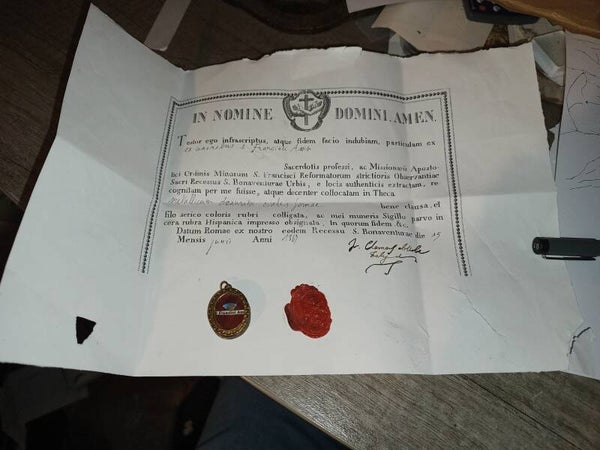 IN NOMINE DOMINI. AMEN.
Testor ego infrascriptus, atque fidem facio indubiam, particulam ex
Sacerdotis professi, ac Missionarii Aposto-
lici Ordinis Minorum S. Francisci Reformatorum strictioris Observantiae
Sacri Recessus S. Bonaventurae Urbis, e locis authenticis extractam, re
cognitam per me fuisse, atque decenter collocatam in Theca
bene clausa, et
filo serico coloris rubri colligata, ac mei muneris Sigillo parvo in
cera rubra Hispanica impresso obsignata. In quorum fidem &c.
Datum Romae ex nostro eodem Recessu S. Bonaventurae die 15
Mensis Anni